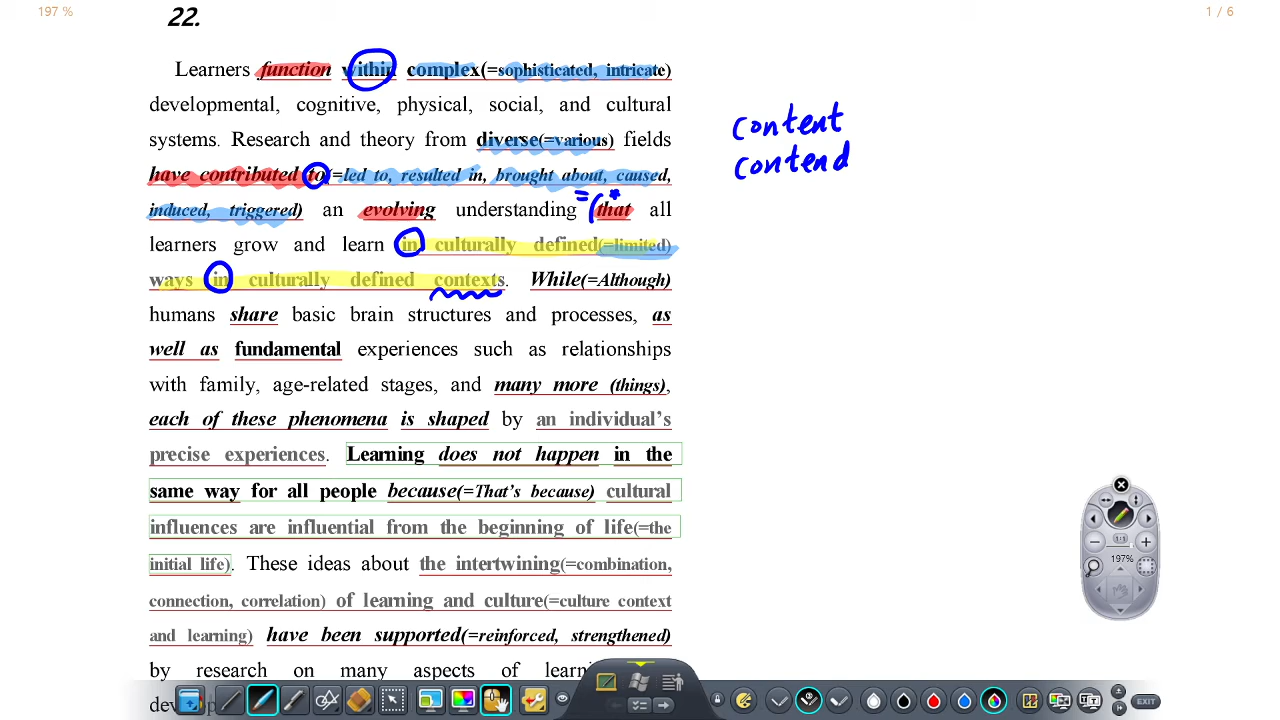 197 %
1 / 6
22.
Learners function within complex(=sophisticated, intricate)
developmental, cognitive, physical, social, and cultural
systems. Research and theory from diverse(=various) fields
have contributed to(=led to, resulted in, brought about, caused,
induced, triggered) an evolving understanding =(that* all
learners grow and learn in culturally defined(=limited)
ways in culturally defined contexts. While(=Although)
humans share basic brain structures and processes, as
well as fundamental experiences such as relationships
with family, age-related stages, and many more (things),
each of these phenomena is shaped by an individual's
precise experiences. Learning does not happen in the
same way for all people because(=That's because) cultural
influences are influential from the beginning of life(=the
initial life). These ideas about the intertwining(=combination,
connection, correlation) of learning and culture(=culture context
and learning) have been supported(=reinforced, strengthened)
by research on many aspects of
content
contend
1:1
197%
EXIT